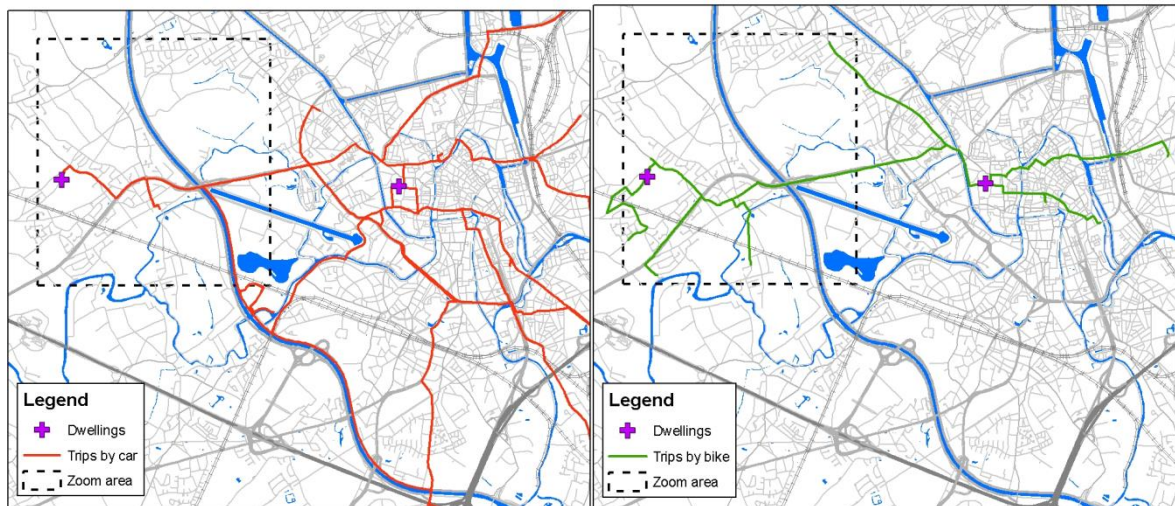 Legend
Dwellings
Trips by car
Zoom area
Legend
Dwellings
Trips by bike
Zoom area